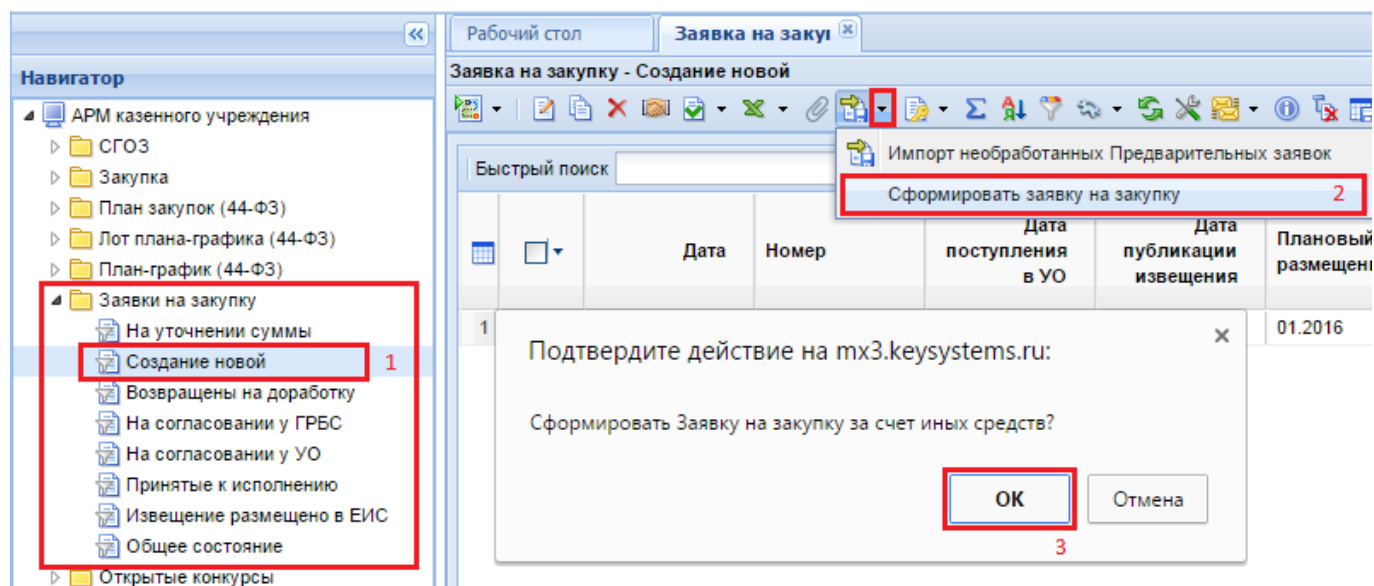 Навигатор
АРМ казенного учреждения
СГОЗ
Закупка
План закупок (44-ФЗ)
Лот плана-графика (44-ФЗ)
План-график (44-ФЗ)
Заявки на закупку
На уточнении суммы
Создание новой 1
Возвращены на доработку
На согласовании у ГРБС
На согласовании у УО
Принятые к исполнению
Извещение размещено в ЕИС
Общее состояние
Открытые конкурсы
Рабочий стол Заявка на закуп
Заявка на закупку - Создание новой
Импорт необработанных Предварительных заявок
Сформировать заявку на закупку 2
Быстрый поиск
Дата
Номер
Дата
поступления
в УО
Дата
публикации
извещения
Плановый
размещен
1
01.2016
Подтвердите действие на mx3.keysystems.ru:
Сформировать Заявку на закупку за счет иных средств?
ОК Отмена
3